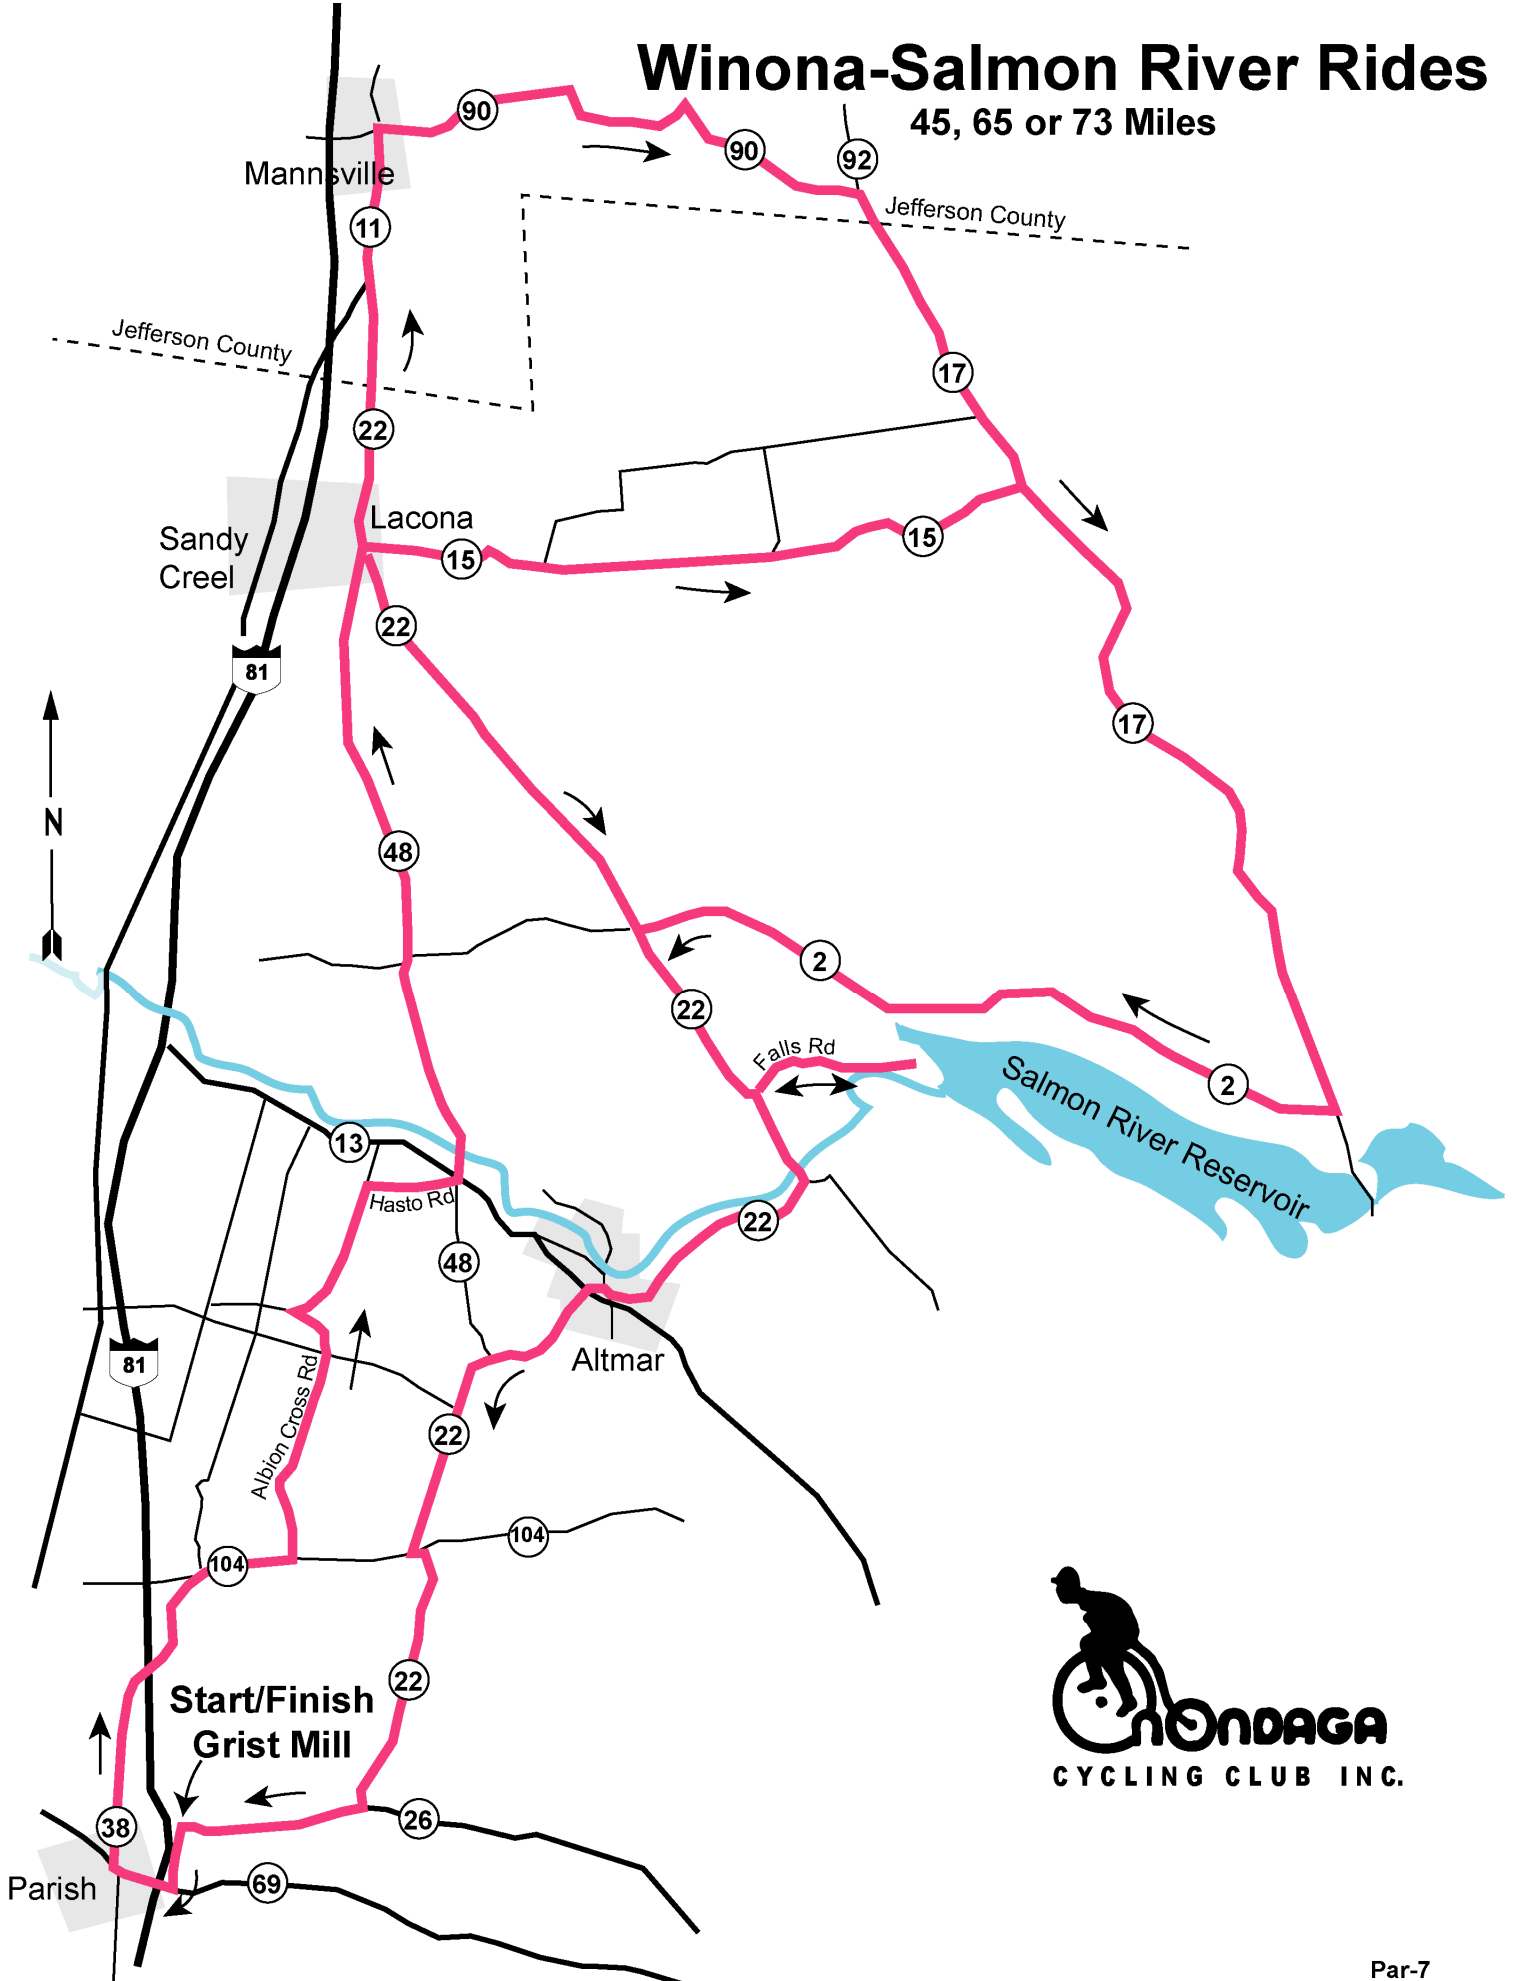 Winona-Salmon River Rides
45, 65 or 73 Miles
90
90
92
Mannsville
Jefferson County
11
Jefferson County
17
22
Lacona
Sandy
Creel
15
15
22
81
17
N
48
2
22
Falls Rd
2
Salmon River Reservoir
13
Hasto Rd
22
48
81
Altmar
Albion Cross Rd
22
104
104
22
Start/Finish
Grist Mill
ONONDAGA
CYCLING CLUB INC.
38
26
Parish
69
Par-7